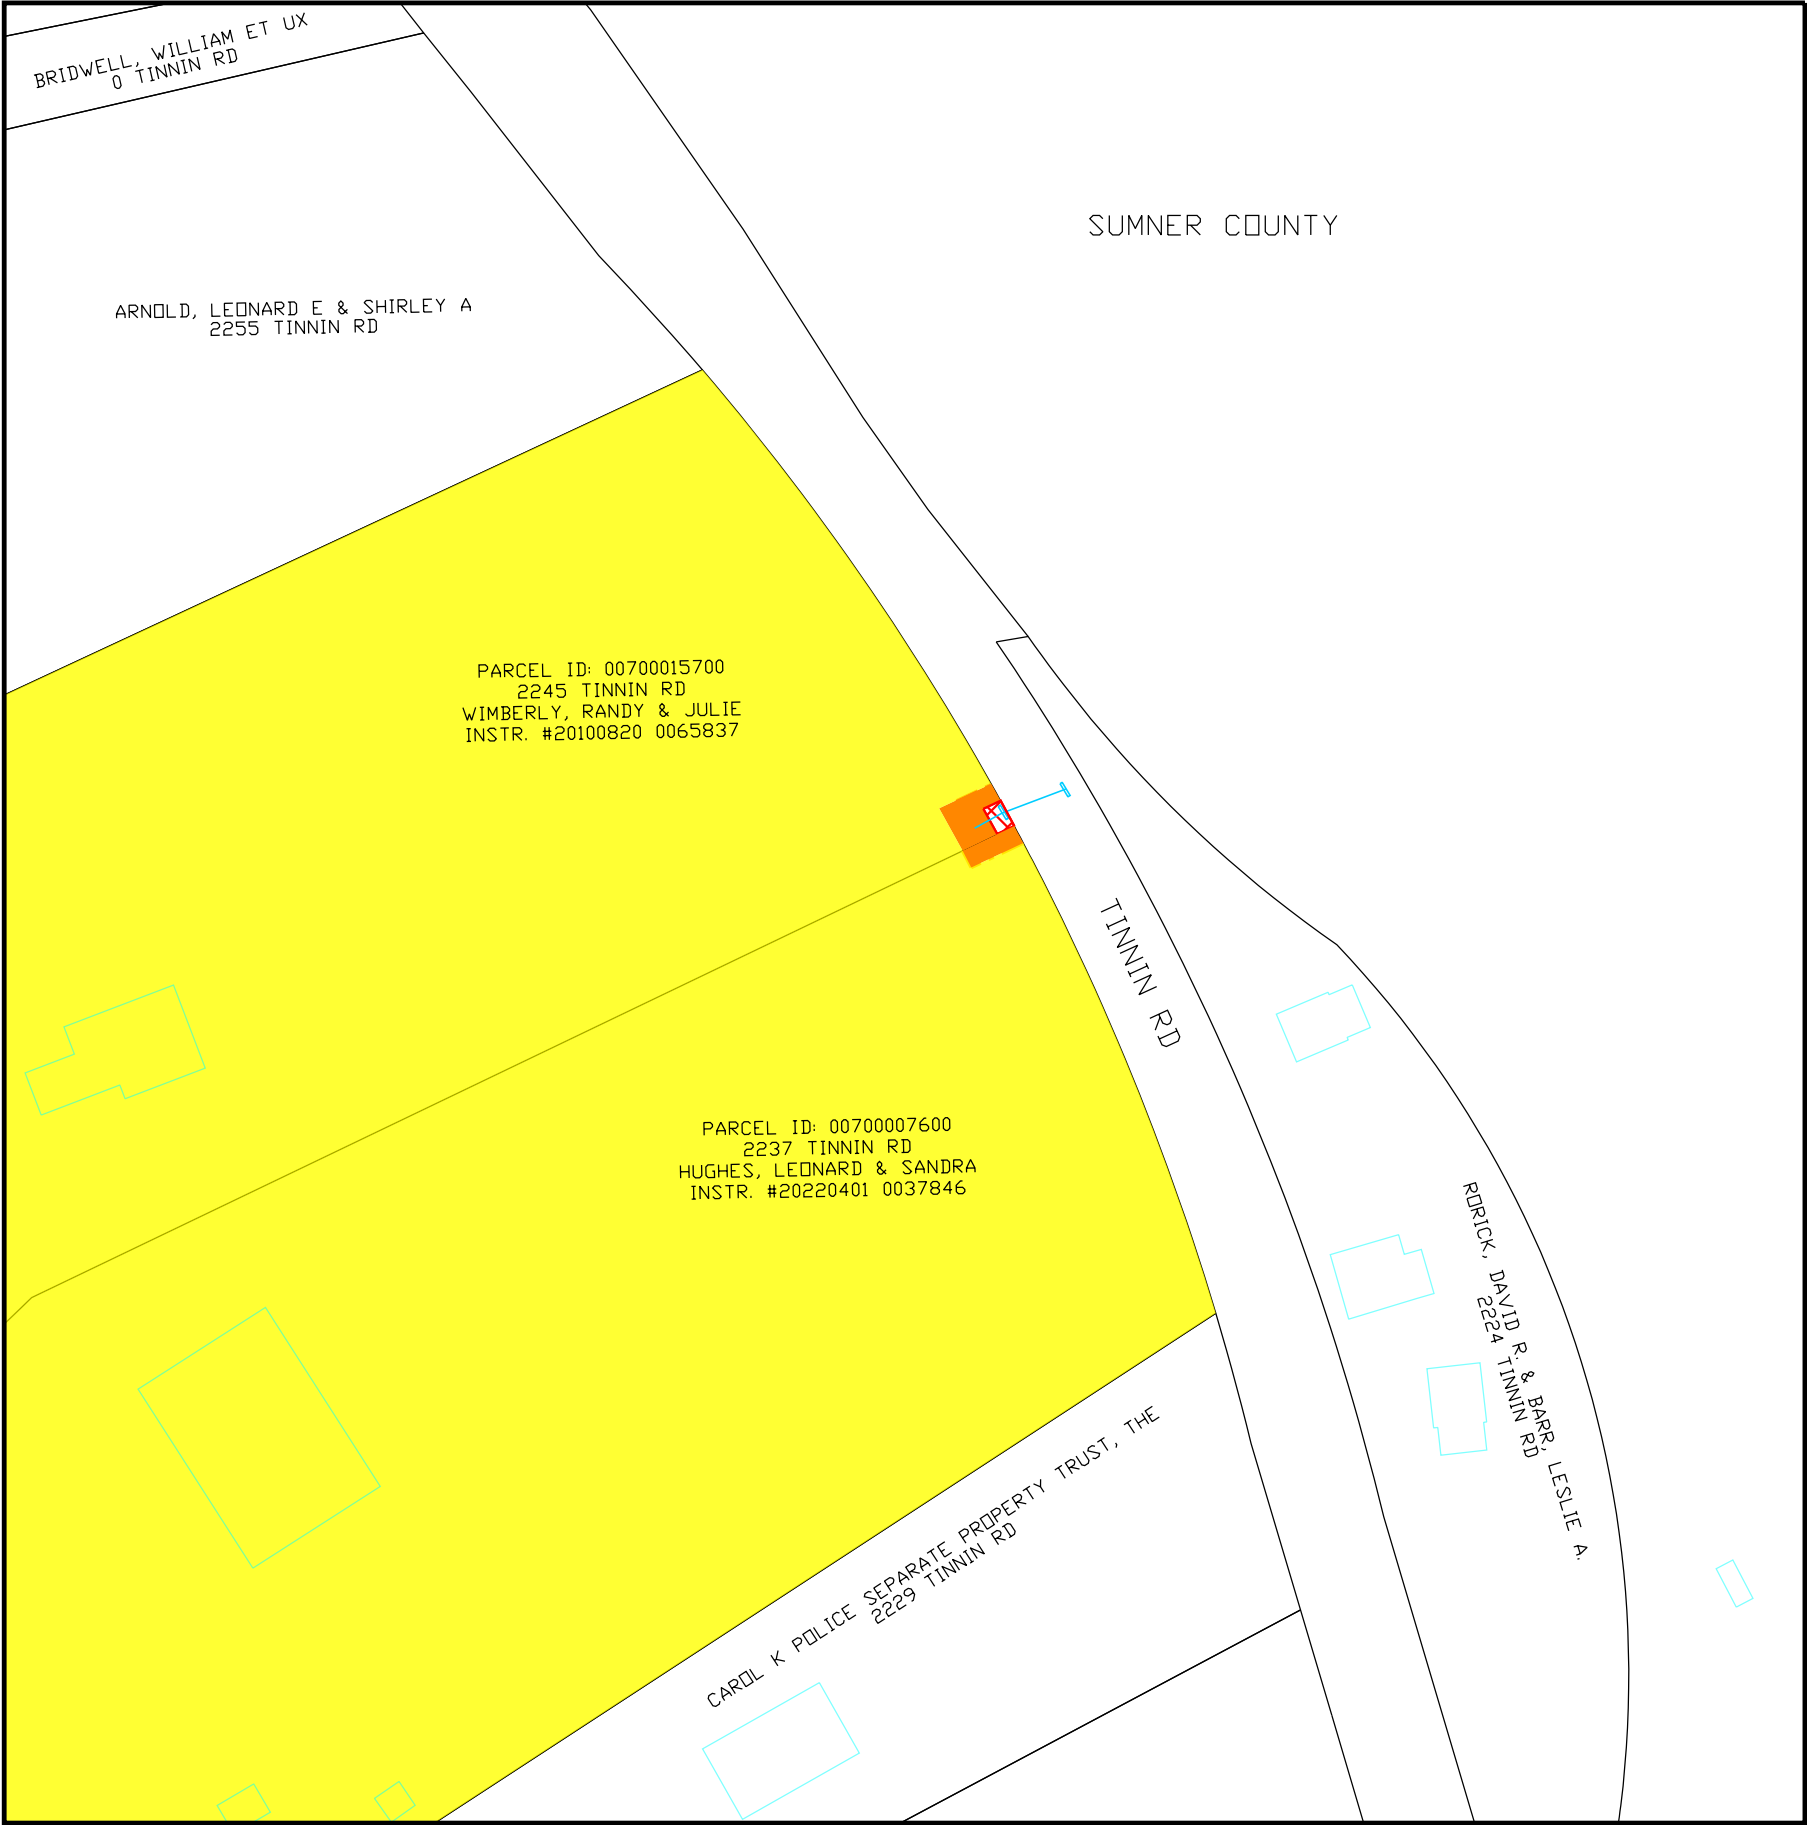 BRIDWELL, WILLIAM ET UX
0 TINNIN RD
SUMNER COUNTY
ARNOLD, LEONARD E & SHIRLEY A
2255 TINNIN RD
PARCEL ID: 00700015700
2245 TINNIN RD
WIMBERLY, RANDY & JULIE
INSTR. #20100820 0065837
TINNIN RD
PARCEL ID: 00700007600
2237 TINNIN RD
HUGHES, LEONARD & SANDRA
INSTR. #20220401 0037846
RORICK, DAVID R. & BARR, LESLIE A.
2224 TINNIN RD
CAROL K POLICE SEPARATE PROPERTY TRUST, THE
2229 TINNIN RD